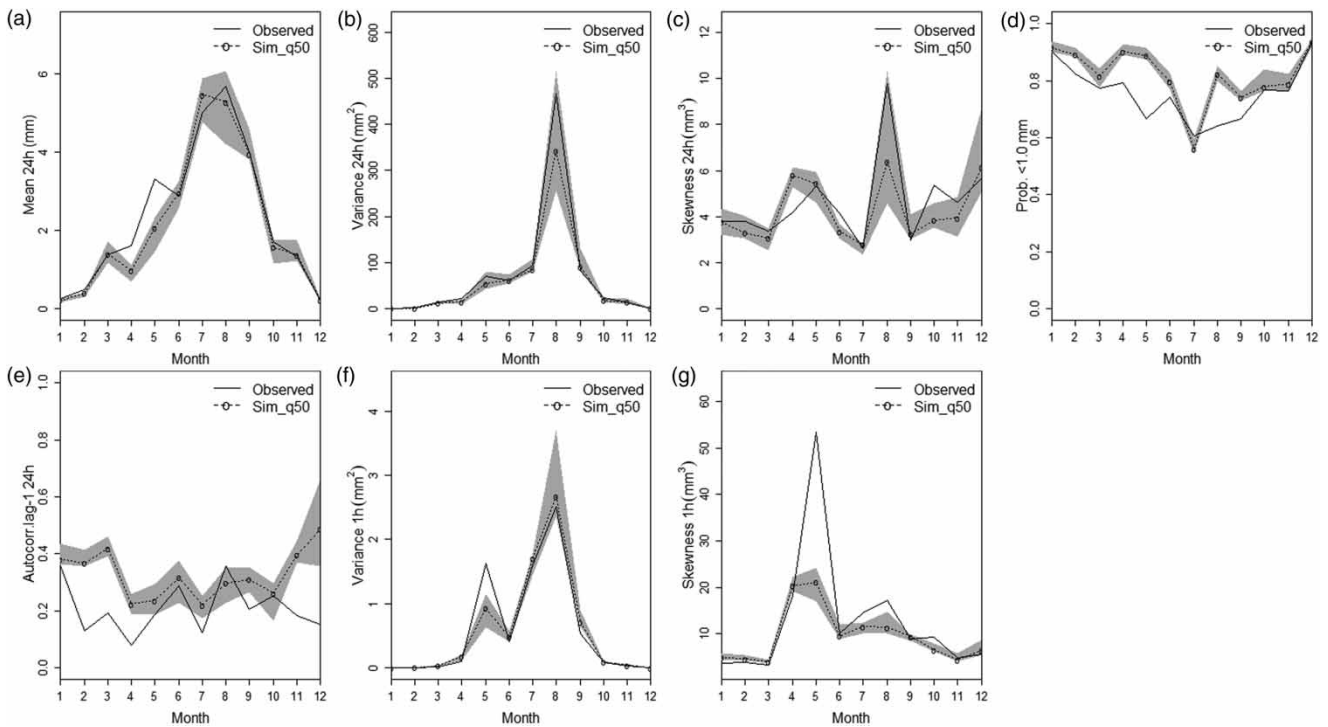 (a)
Observed
Sim_q50
Mean 24h (mm)
0 2 4 6
1 2 3 4 5 6 7 8 9 10 11 12
Month
(b)
Observed
Sim_q50
Variance 24h (mm²)
0 100 200 300 400 500 600
1 2 3 4 5 6 7 8 9 10 11 12
Month
(c)
Observed
Sim_q50
Skewness 24h (mm³)
0 2 4 6 8 10 12
1 2 3 4 5 6 7 8 9 10 11 12
Month
(d)
Observed
Sim_q50
Prob. <1.0 mm
0.0 0.2 0.4 0.6 0.8 1.0
1 2 3 4 5 6 7 8 9 10 11 12
Month
(e)
Observed
Sim_q50
Autocorr.lag-1 24h
0.0 0.2 0.4 0.6 0.8 1.0
1 2 3 4 5 6 7 8 9 10 11 12
Month
(f)
Observed
Sim_q50
Variance 1h (mm²)
0 1 2 3 4
1 2 3 4 5 6 7 8 9 10 11 12
Month
(g)
Observed
Sim_q50
Skewness 1h (mm³)
10 20 30 40 50 60
1 2 3 4 5 6 7 8 9 10 11 12
Month